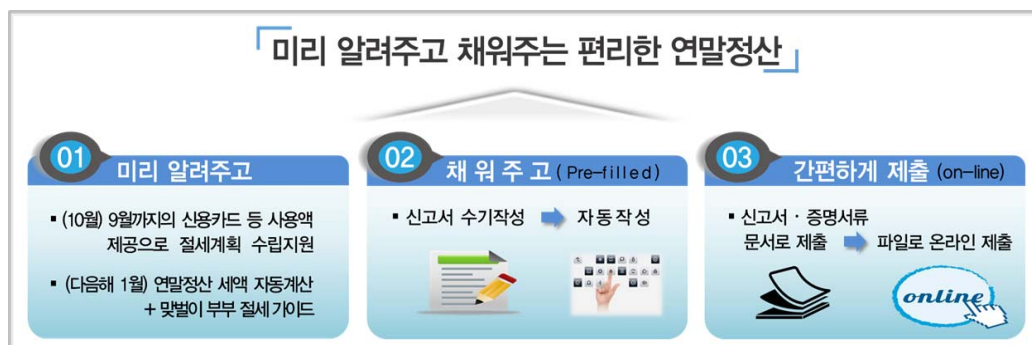 「미리 알려주고 채워주는 편리한 연말정산」
01
미리 알려주고
▪ (10월) 9월까지의 신용카드 등 사용액
제공으로 절세계획 수립지원
▪ (다음해 1월) 연말정산 세액 자동계산
+ 맞벌이 부부 절세 가이드
02
채워주고 (Pre-filled)
▪ 신고서 수기작성 ➡ 자동작성
03
간편하게 제출 (on-line)
▪ 신고서 · 증명서류
문서로 제출 ➡ 파일로 온라인 제출
online